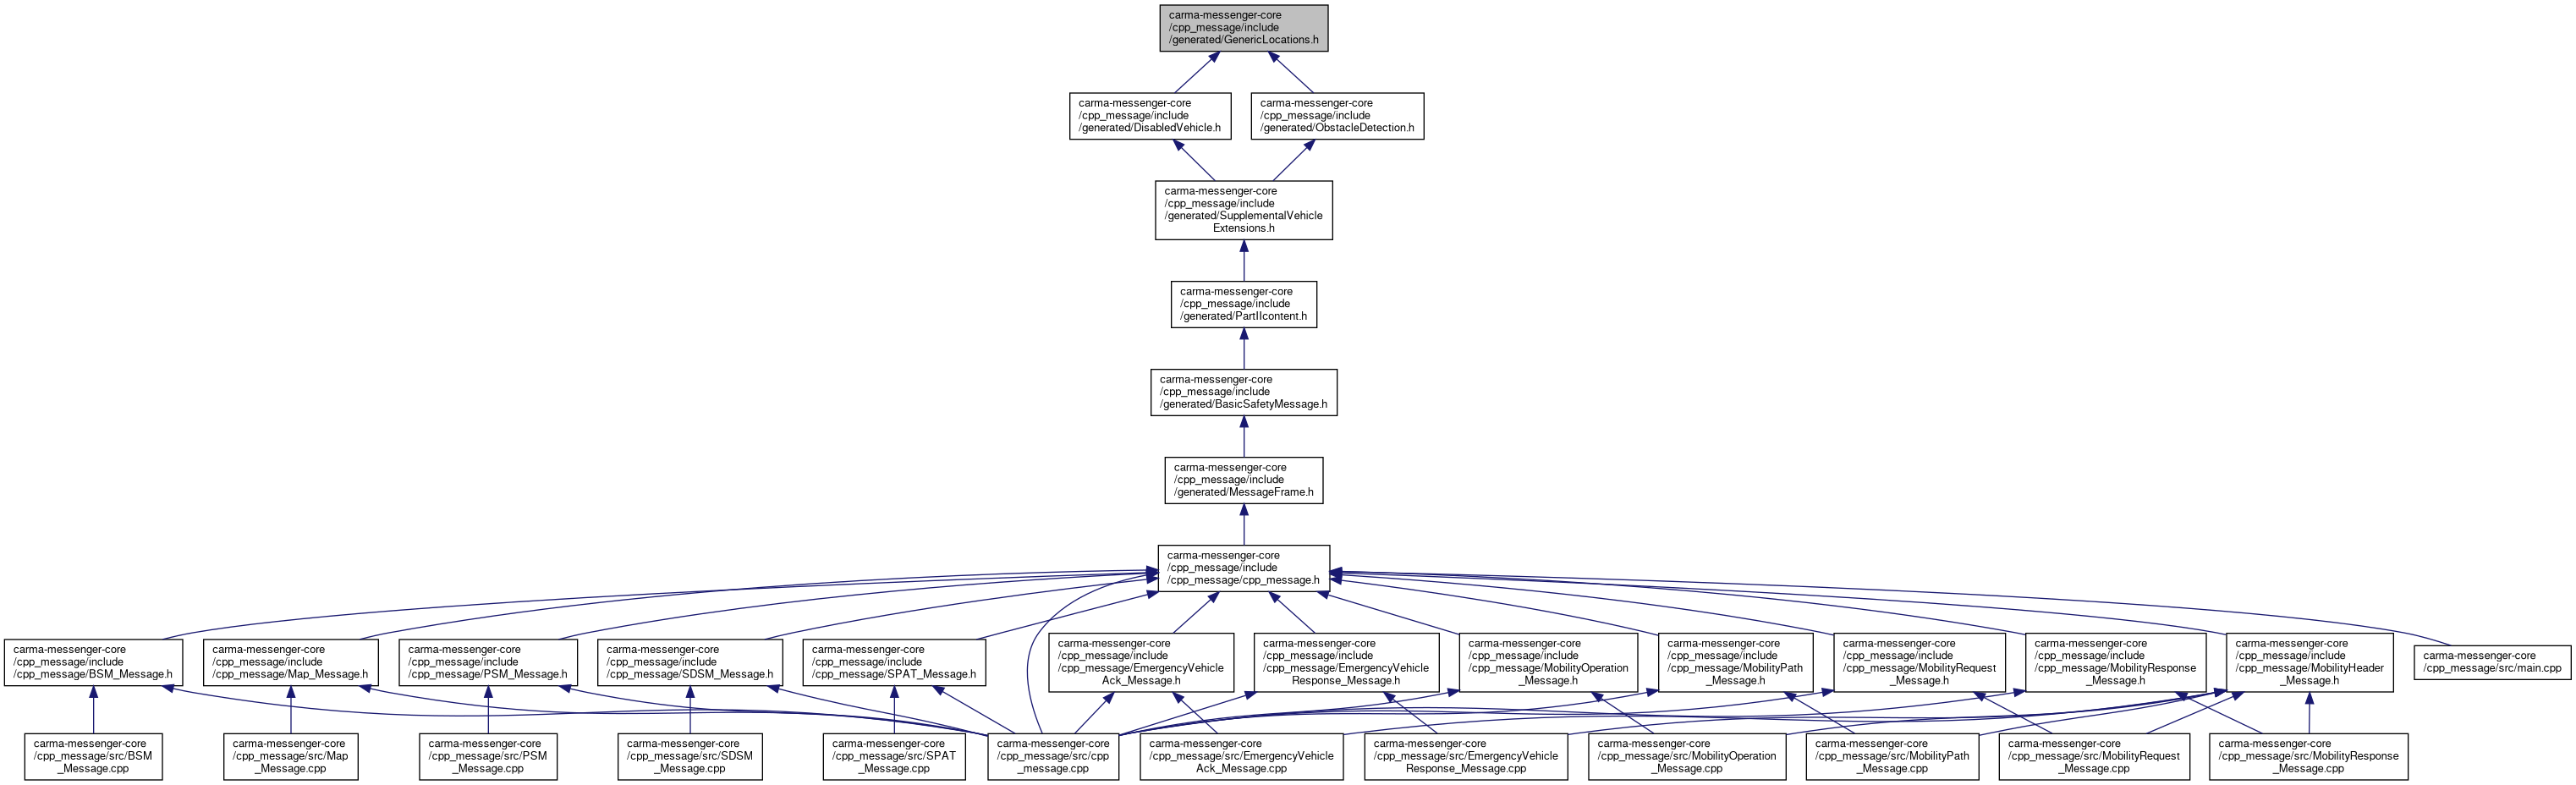 carma-messenger-core
/cpp_message/include
/generated/GenericLocations.h
carma-messenger-core
/cpp_message/include
/generated/DisabledVehicle.h
carma-messenger-core
/cpp_message/include
/generated/ObstacleDetection.h
carma-messenger-core
/cpp_message/include
/generated/SupplementalVehicle
Extensions.h
carma-messenger-core
/cpp_message/include
/generated/PartIIcontent.h
carma-messenger-core
/cpp_message/include
/generated/BasicSafetyMessage.h
carma-messenger-core
/cpp_message/include
/generated/MessageFrame.h
carma-messenger-core
/cpp_message/include
/cpp_message/cpp_message.h
carma-messenger-core
/cpp_message/include
/cpp_message/BSM_Message.h
carma-messenger-core
/cpp_message/include
/cpp_message/Map_Message.h
carma-messenger-core
/cpp_message/include
/cpp_message/PSM_Message.h
carma-messenger-core
/cpp_message/include
/cpp_message/SDSM_Message.h
carma-messenger-core
/cpp_message/include
/cpp_message/SPAT_Message.h
carma-messenger-core
/cpp_message/include
/cpp_message/EmergencyVehicle
Ack_Message.h
carma-messenger-core
/cpp_message/include
/cpp_message/EmergencyVehicle
Response_Message.h
carma-messenger-core
/cpp_message/include
/cpp_message/MobilityOperation
_Message.h
carma-messenger-core
/cpp_message/include
/cpp_message/MobilityPath
_Message.h
carma-messenger-core
/cpp_message/include
/cpp_message/MobilityRequest
_Message.h
carma-messenger-core
/cpp_message/include
/cpp_message/MobilityResponse
_Message.h
carma-messenger-core
/cpp_message/include
/cpp_message/MobilityHeader
_Message.h
carma-messenger-core
/cpp_message/src/main.cpp
carma-messenger-core
/cpp_message/src/BSM
_Message.cpp
carma-messenger-core
/cpp_message/src/Map
_Message.cpp
carma-messenger-core
/cpp_message/src/PSM
_Message.cpp
carma-messenger-core
/cpp_message/src/SDSM
_Message.cpp
carma-messenger-core
/cpp_message/src/SPAT
_Message.cpp
carma-messenger-core
/cpp_message/src/cpp
_message.cpp
carma-messenger-core
/cpp_message/src/EmergencyVehicle
Ack_Message.cpp
carma-messenger-core
/cpp_message/src/EmergencyVehicle
Response_Message.cpp
carma-messenger-core
/cpp_message/src/MobilityOperation
_Message.cpp
carma-messenger-core
/cpp_message/src/MobilityPath
_Message.cpp
carma-messenger-core
/cpp_message/src/MobilityRequest
_Message.cpp
carma-messenger-core
/cpp_message/src/MobilityResponse
_Message.cpp